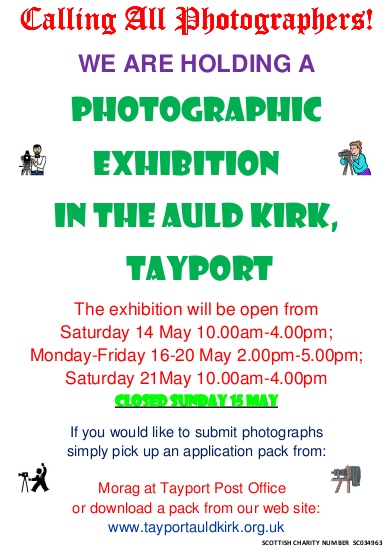 Calling All Photographers!
WE ARE HOLDING A
PHOTOGRAPHIC
EXHIBITION
IN THE AULD KIRK,
TAYPORT
The exhibition will be open from
Saturday 14 May 10.00am-4.00pm;
Monday-Friday 16-20 May 2.00pm-5.00pm;
Saturday 21May 10.00am-4.00pm
CLOSED SUNDAY 15 MAY
If you would like to submit photographs
simply pick up an application pack from:
Morag at Tayport Post Office
or download a pack from our web site:
www.tayportauldkirk.org.uk
SCOTTISH CHARITY NUMBER SC034963